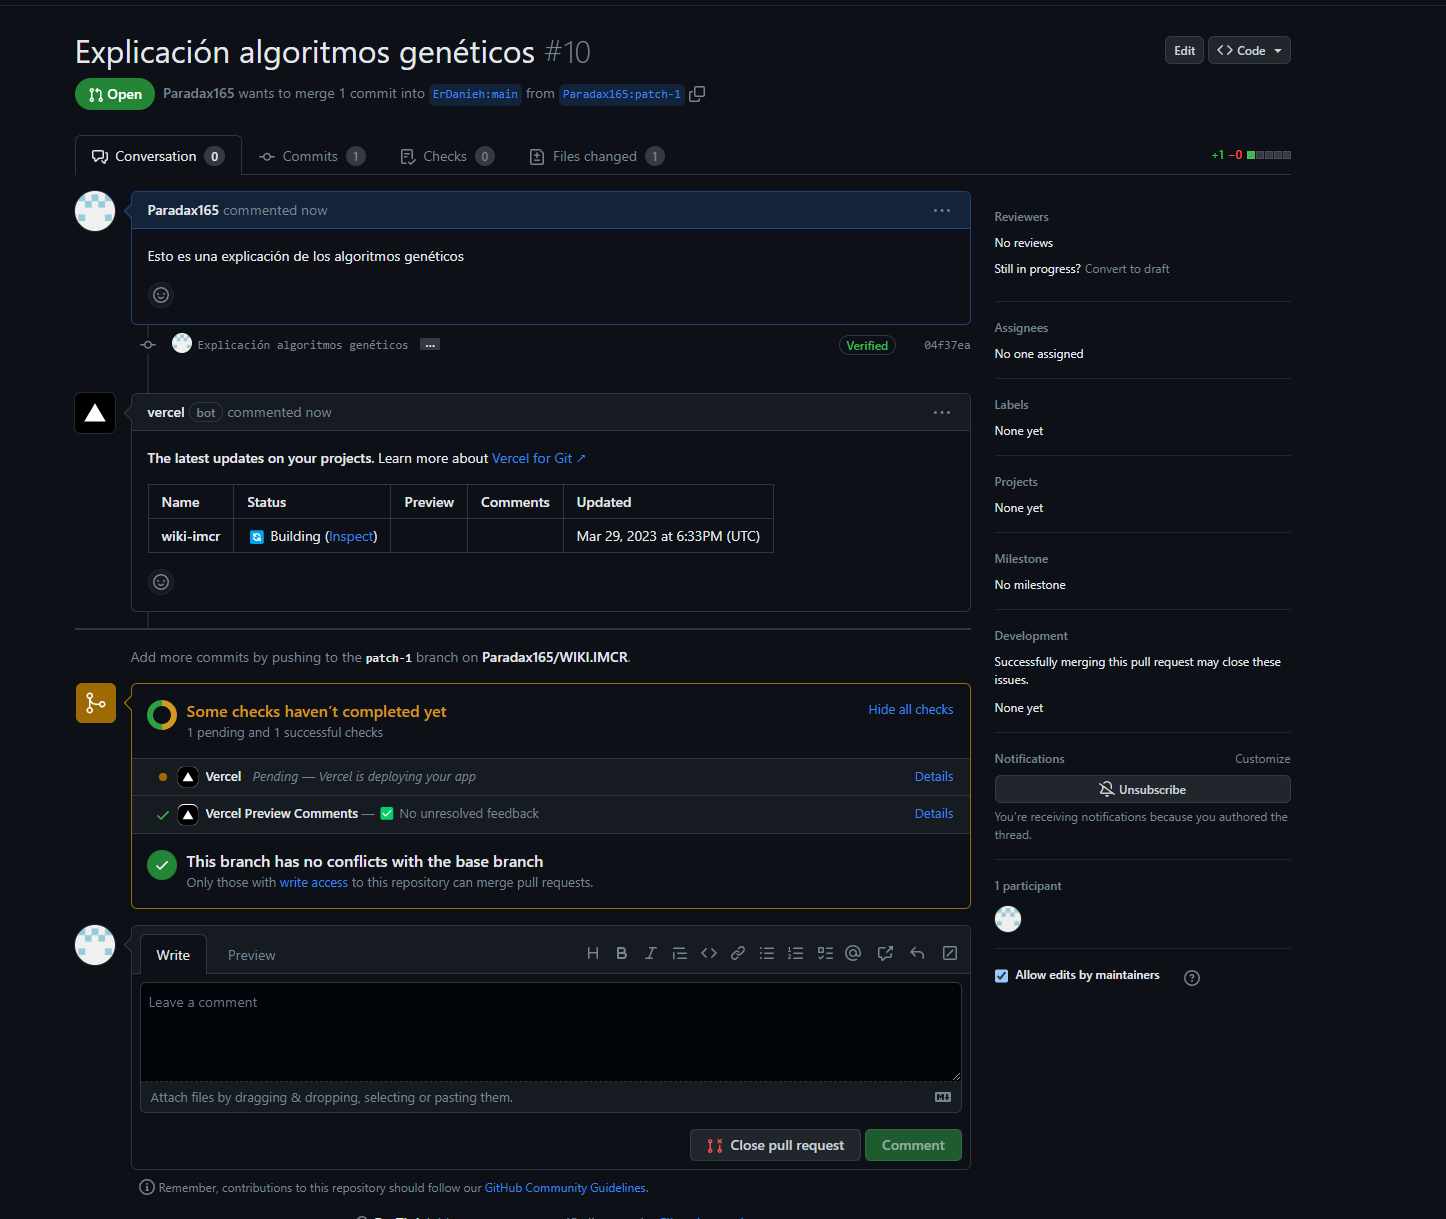 Explicación algoritmos genéticos #10
Edit
Code
Open
Paradax165 wants to merge 1 commit into ErDanieh:main from Paradax165:patch-1
Conversation 0
Commits 1
Checks 0
Files changed 1
+1 −0
Paradax165 commented now
Esto es una explicación de los algoritmos genéticos
Explicación algoritmos genéticos ...
Verified
04f37ea
vercel bot commented now
The latest updates on your projects. Learn more about Vercel for Git ↗
Name Status Preview Comments Updated
wiki-imcr Building (Inspect) Mar 29, 2023 at 6:33PM (UTC)
Add more commits by pushing to the patch-1 branch on Paradax165/WIKI.IMCR.
Some checks haven't completed yet
Hide all checks
1 pending and 1 successful checks
Vercel Pending — Vercel is deploying your app
Details
Vercel Preview Comments — ✅ No unresolved feedback
Details
This branch has no conflicts with the base branch
Only those with write access to this repository can merge pull requests.
Write
Preview
Leave a comment
Attach files by dragging & dropping, selecting or pasting them.
Close pull request
Comment
Remember, contributions to this repository should follow our GitHub Community Guidelines.
Reviewers
No reviews
Still in progress? Convert to draft
Assignees
No one assigned
Labels
None yet
Projects
None yet
Milestone
No milestone
Development
Successfully merging this pull request may close these
issues.
None yet
Notifications
Customize
Unsubscribe
You're receiving notifications because you authored the
thread.
1 participant
Allow edits by maintainers